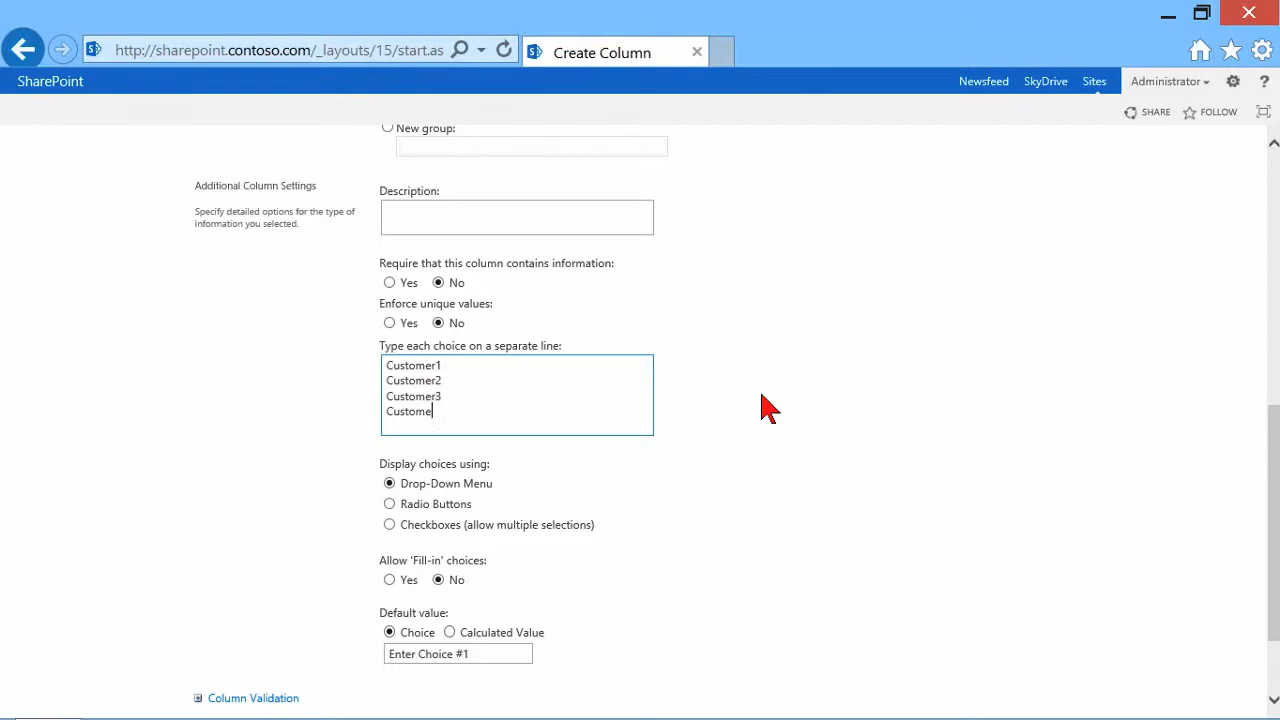 http://sharepoint.contoso.com/_layouts/15/start.as
Create Column
SharePoint
Newsfeed SkyDrive Sites Administrator ?
SHARE FOLLOW
New group:
Additional Column Settings
Specify detailed options for the type of
information you selected.
Description:
Require that this column contains information:
Yes No
Enforce unique values:
Yes No
Type each choice on a separate line:
Customer1
Customer2
Customer3
Custome
Display choices using:
Drop-Down Menu
Radio Buttons
Checkboxes (allow multiple selections)
Allow 'Fill-in' choices:
Yes No
Default value:
Choice Calculated Value
Enter Choice #1
Column Validation